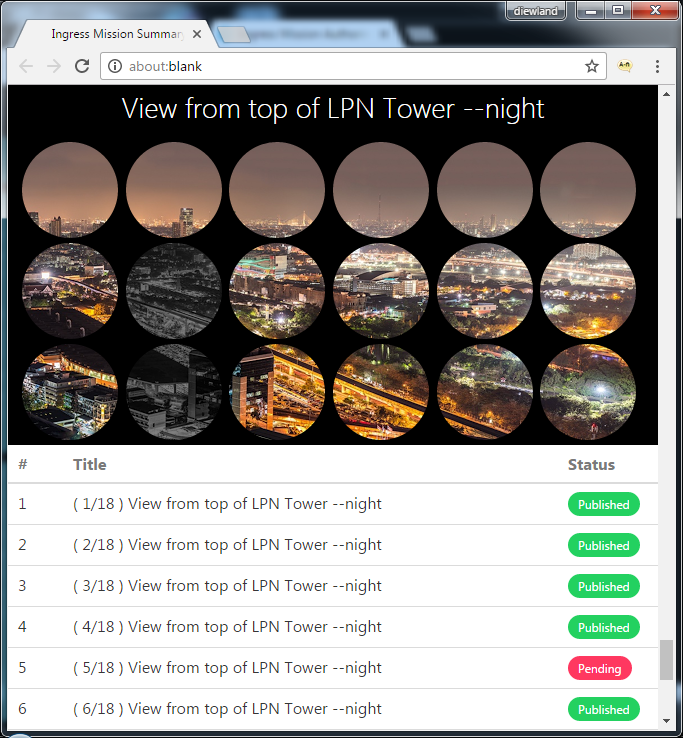 diewland
Ingress Mission Summary
Ingress Mission Author
about:blank
View from top of LPN Tower --night
# Title Status
1 ( 1/18 ) View from top of LPN Tower --night Published
2 ( 2/18 ) View from top of LPN Tower --night Published
3 ( 3/18 ) View from top of LPN Tower --night Published
4 ( 4/18 ) View from top of LPN Tower --night Published
5 ( 5/18 ) View from top of LPN Tower --night Pending
6 ( 6/18 ) View from top of LPN Tower --night Published